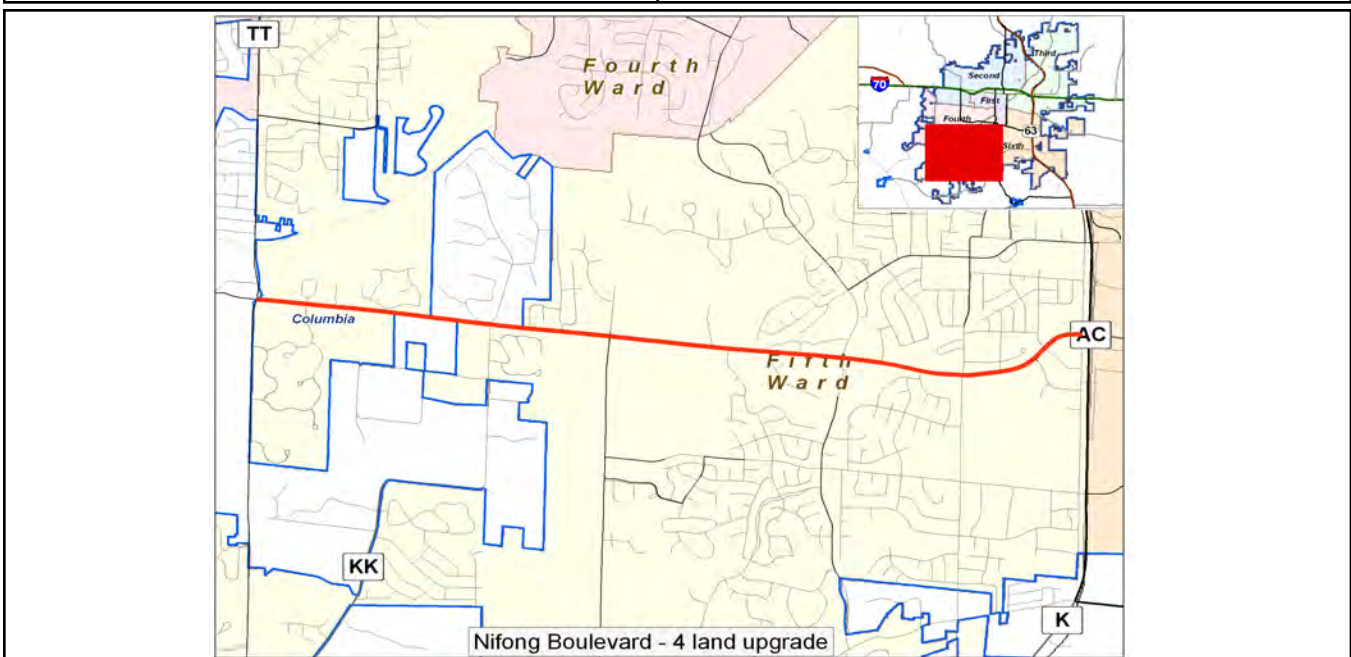 TT
Fourth
Ward
Third
Second
70
First
Fourth
63
Sixth
Columbia
AC
Fifth
Ward
KK
K
Nifong Boulevard - 4 land upgrade